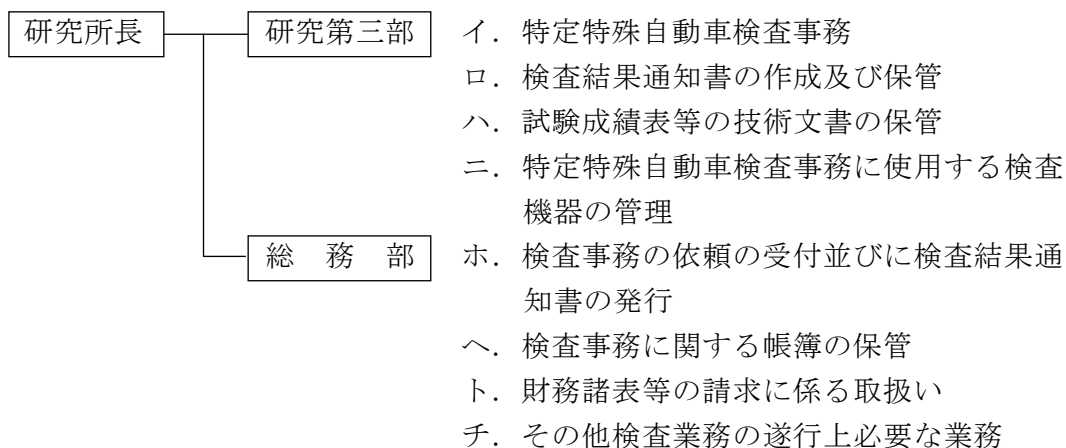 研究所長 研究第三部 イ．特定特殊自動車検査事務
ロ．検査結果通知書の作成及び保管
ハ．試験成績表等の技術文書の保管
ニ．特定特殊自動車検査事務に使用する検査
機器の管理
総務部 ホ．検査事務の依頼の受付並びに検査結果通
知書の発行
ヘ．検査事務に関する帳簿の保管
ト．財務諸表等の請求に係る取扱い
チ．その他検査業務の遂行上必要な業務